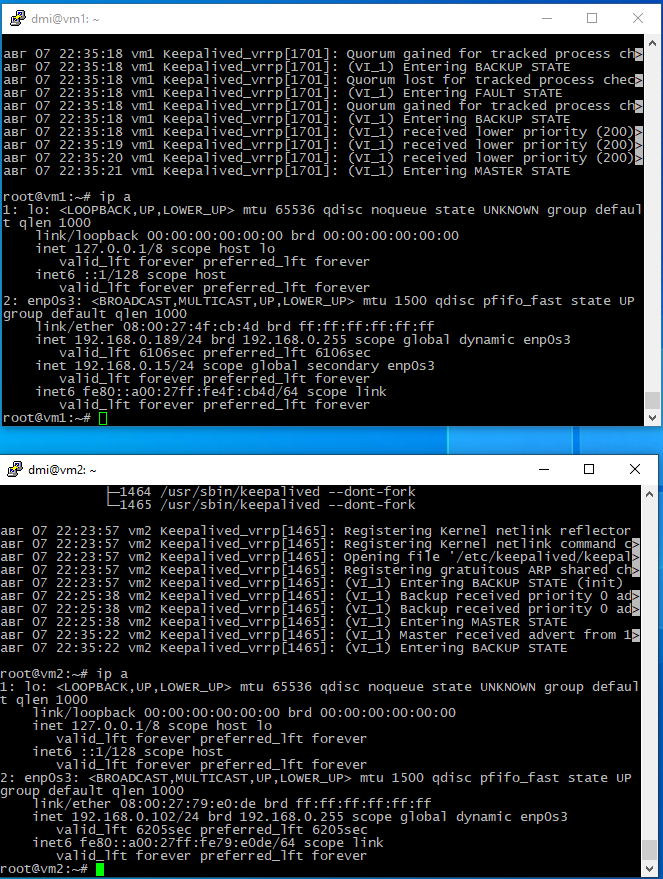 dmi@vm1: ~
авг 07 22:35:18 vm1 Keepalived_vrrp[1701]: Quorum gained for tracked process ch>
авг 07 22:35:18 vm1 Keepalived_vrrp[1701]: (VI_1) Entering BACKUP STATE
авг 07 22:35:18 vm1 Keepalived_vrrp[1701]: Quorum lost for tracked process chec>
авг 07 22:35:18 vm1 Keepalived_vrrp[1701]: (VI_1) Entering FAULT STATE
авг 07 22:35:18 vm1 Keepalived_vrrp[1701]: Quorum gained for tracked process ch>
авг 07 22:35:18 vm1 Keepalived_vrrp[1701]: (VI_1) Entering BACKUP STATE
авг 07 22:35:18 vm1 Keepalived_vrrp[1701]: (VI_1) received lower priority (200)>
авг 07 22:35:19 vm1 Keepalived_vrrp[1701]: (VI_1) received lower priority (200)>
авг 07 22:35:20 vm1 Keepalived_vrrp[1701]: (VI_1) received lower priority (200)>
авг 07 22:35:21 vm1 Keepalived_vrrp[1701]: (VI_1) Entering MASTER STATE
root@vm1:~# ip a
1: lo: <LOOPBACK,UP,LOWER_UP> mtu 65536 qdisc noqueue state UNKNOWN group defaul
t qlen 1000
link/loopback 00:00:00:00:00:00 brd 00:00:00:00:00:00
inet 127.0.0.1/8 scope host lo
valid_lft forever preferred_lft forever
inet6 ::1/128 scope host
valid_lft forever preferred_lft forever
2: enp0s3: <BROADCAST,MULTICAST,UP,LOWER_UP> mtu 1500 qdisc pfifo_fast state UP
group default qlen 1000
link/ether 08:00:27:4f:cb:4d brd ff:ff:ff:ff:ff:ff
inet 192.168.0.189/24 brd 192.168.0.255 scope global dynamic enp0s3
valid_lft 6106sec preferred_lft 6106sec
inet 192.168.0.15/24 scope global secondary enp0s3
valid_lft forever preferred_lft forever
inet6 fe80::a00:27ff:fe4f:cb4d/64 scope link
valid_lft forever preferred_lft forever
root@vm1:~#
dmi@vm2: ~
├─1464 /usr/sbin/keepalived --dont-fork
└─1465 /usr/sbin/keepalived --dont-fork
авг 07 22:23:57 vm2 Keepalived_vrrp[1465]: Registering Kernel netlink reflector
авг 07 22:23:57 vm2 Keepalived_vrrp[1465]: Registering Kernel netlink command c>
авг 07 22:23:57 vm2 Keepalived_vrrp[1465]: Opening file '/etc/keepalived/keepal>
авг 07 22:23:57 vm2 Keepalived_vrrp[1465]: Registering gratuitous ARP shared ch>
авг 07 22:23:57 vm2 Keepalived_vrrp[1465]: (VI_1) Entering BACKUP STATE (init)
авг 07 22:25:38 vm2 Keepalived_vrrp[1465]: (VI_1) Backup received priority 0 ad>
авг 07 22:25:38 vm2 Keepalived_vrrp[1465]: (VI_1) Backup received priority 0 ad>
авг 07 22:25:38 vm2 Keepalived_vrrp[1465]: (VI_1) Entering MASTER STATE
авг 07 22:35:22 vm2 Keepalived_vrrp[1465]: (VI_1) Master received advert from 1>
авг 07 22:35:22 vm2 Keepalived_vrrp[1465]: (VI_1) Entering BACKUP STATE
root@vm2:~# ip a
1: lo: <LOOPBACK,UP,LOWER_UP> mtu 65536 qdisc noqueue state UNKNOWN group defaul
t qlen 1000
link/loopback 00:00:00:00:00:00 brd 00:00:00:00:00:00
inet 127.0.0.1/8 scope host lo
valid_lft forever preferred_lft forever
inet6 ::1/128 scope host
valid_lft forever preferred_lft forever
2: enp0s3: <BROADCAST,MULTICAST,UP,LOWER_UP> mtu 1500 qdisc pfifo_fast state UP
group default qlen 1000
link/ether 08:00:27:79:e0:de brd ff:ff:ff:ff:ff:ff
inet 192.168.0.102/24 brd 192.168.0.255 scope global dynamic enp0s3
valid_lft 6205sec preferred_lft 6205sec
inet6 fe80::a00:27ff:fe79:e0de/64 scope link
valid_lft forever preferred_lft forever
root@vm2:~#